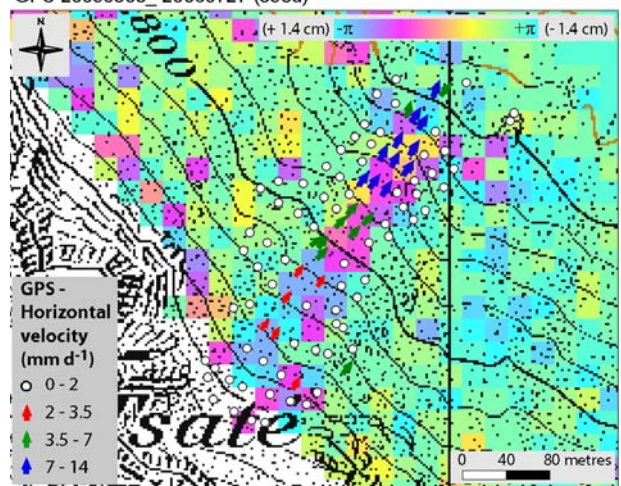 N
(+ 1.4 cm) -π +π (- 1.4 cm)
800
GPS -
Horizontal
velocity
(mm d-¹)
0 - 2
2 - 3.5
3.5 - 7
7 - 14
sate
0 40 80 metres